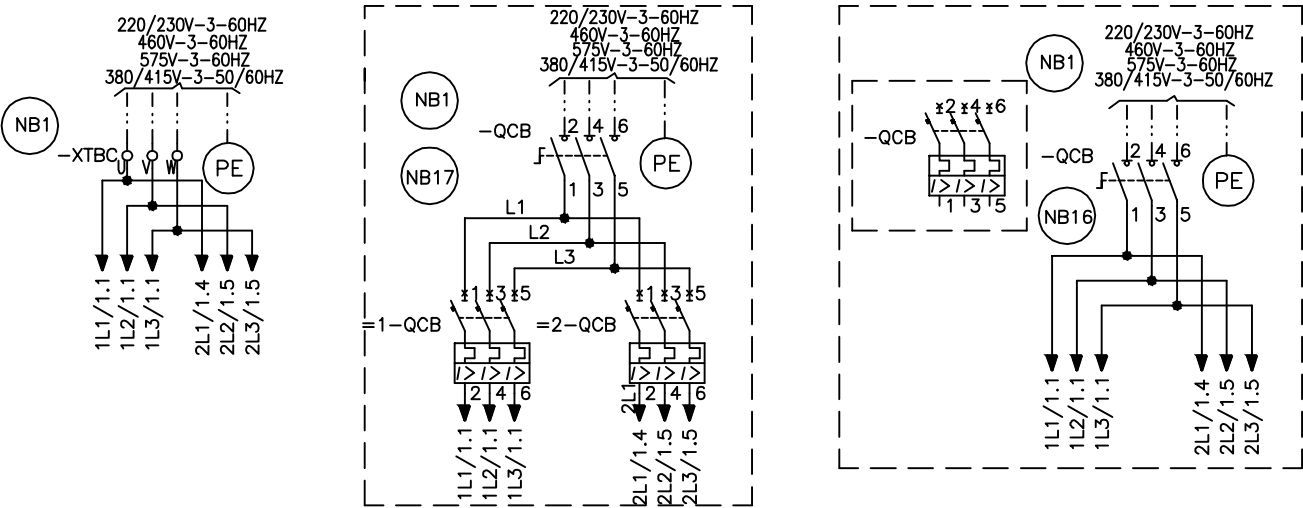 220/230V-3-60HZ
460V-3-60HZ
575V-3-60HZ
380/415V-3-50/60HZ
NB1
-XTBC
U V W
PE
1L1/1.1
1L2/1.1
1L3/1.1
2L1/1.4
2L2/1.5
2L3/1.5
220/230V-3-60HZ
460V-3-60HZ
575V-3-60HZ
380/415V-3-50/60HZ
NB1
-QCB
2 4 6
NB17
PE
1 3 5
L1
L2
L3
1 3 5
1 3 5
=1-QCB
=2-QCB
I> I> I>
I> I> I>
2 4 6
2L1
2 4 6
1L1/1.1
1L2/1.1
1L3/1.1
2L1/1.4
2L2/1.5
2L3/1.5
220/230V-3-60HZ
460V-3-60HZ
575V-3-60HZ
380/415V-3-50/60HZ
NB1
2 4 6
-QCB
I> I> I>
1 3 5
-QCB
2 4 6
PE
NB16
1 3 5
1L1/1.1
1L2/1.1
1L3/1.1
2L1/1.4
2L2/1.5
2L3/1.5